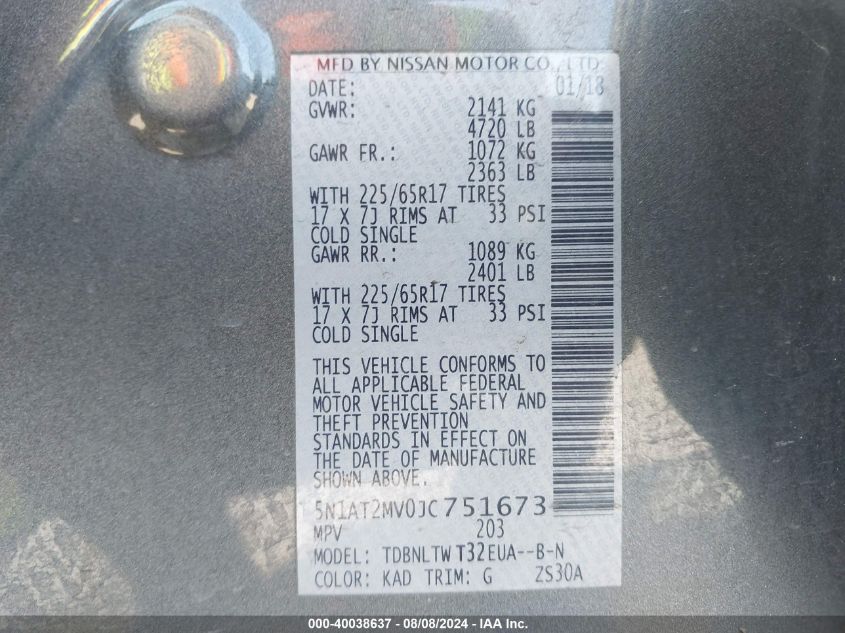 MFD BY NISSAN MOTOR CO., LTD
DATE: 01/18
GVWR: 2141 KG
4720 LB
GAWR FR.: 1072 KG
2363 LB
WITH 225/65R17 TIRES
17 X 7J RIMS AT 33 PSI
COLD SINGLE
GAWR RR.: 1089 KG
2401 LB
WITH 225/65R17 TIRES
17 X 7J RIMS AT 33 PSI
COLD SINGLE
THIS VEHICLE CONFORMS TO
ALL APPLICABLE FEDERAL
MOTOR VEHICLE SAFETY AND
THEFT PREVENTION
STANDARDS IN EFFECT ON
THE DATE OF MANUFACTURE
SHOWN ABOVE.
5N1AT2MV0JC751673
MPV 203
MODEL: TDBNLTWT32EUA--B-N
COLOR: KAD TRIM: G ZS30A
000-40038637 - 08/08/2024 - IAA Inc.